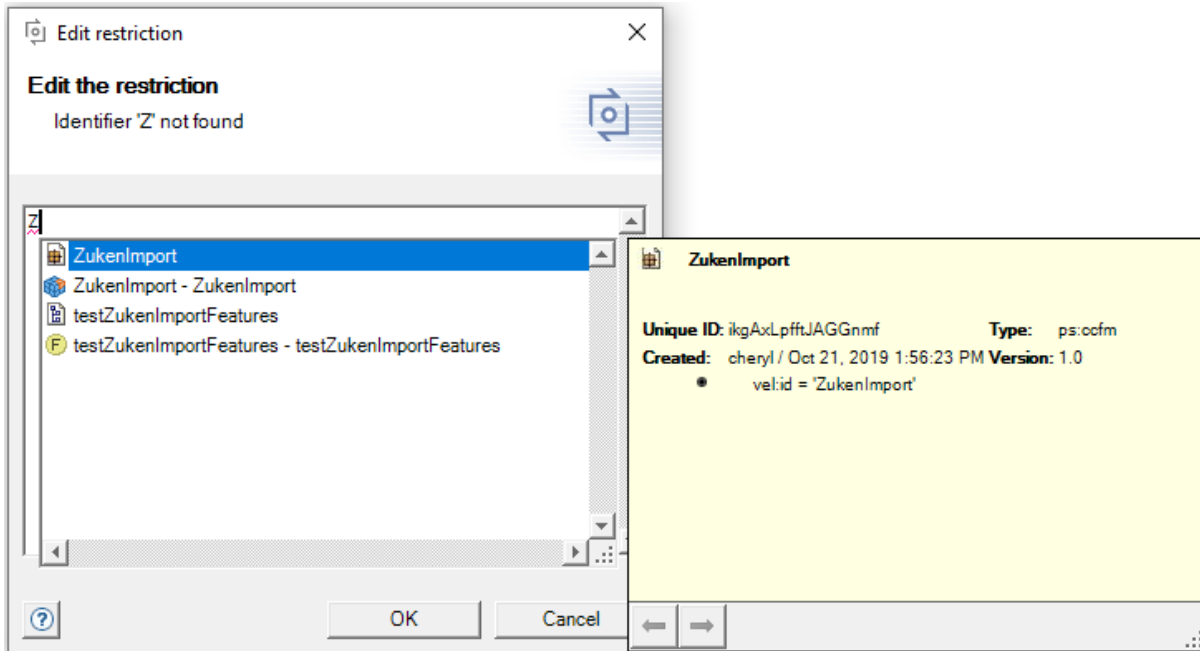 Edit restriction
Edit the restriction
Identifier 'Z' not found
Z
ZukenImport
ZukenImport - ZukenImport
testZukenImportFeatures
F testZukenImportFeatures - testZukenImportFeatures
? OK Cancel
ZukenImport
Unique ID: ikgAxLpfftJAGGnmf Type: ps:ccfm
Created: cheryl / Oct 21, 2019 1:56:23 PM Version: 1.0
vel:id = 'ZukenImport'